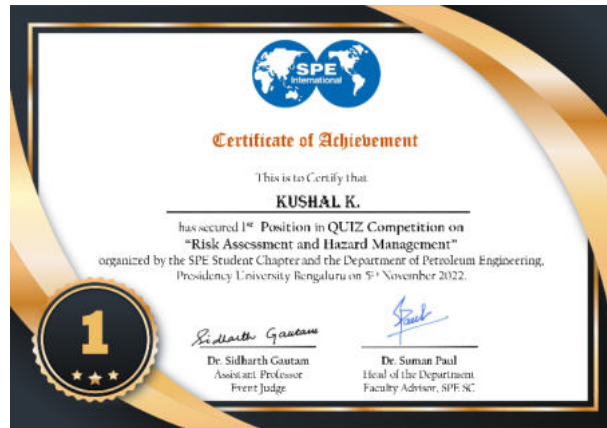 SPE
International
Certificate of Achievement
This is to Certify that
KUSHAL K.
has secured 1st Position in QUIZ Competition on
"Risk Assessment and Hazard Management"
organized by the SPE Student Chapter and the Department of Petroleum Engineering,
Presidency University Bengaluru on 5th November 2022.
1
Sidharth Gautam
SPaul
Dr. Sidharth Gautam
Dr. Suman Paul
Assistant Professor
Head of the Department
Event Judge
Faculty Advisor, SPE SC